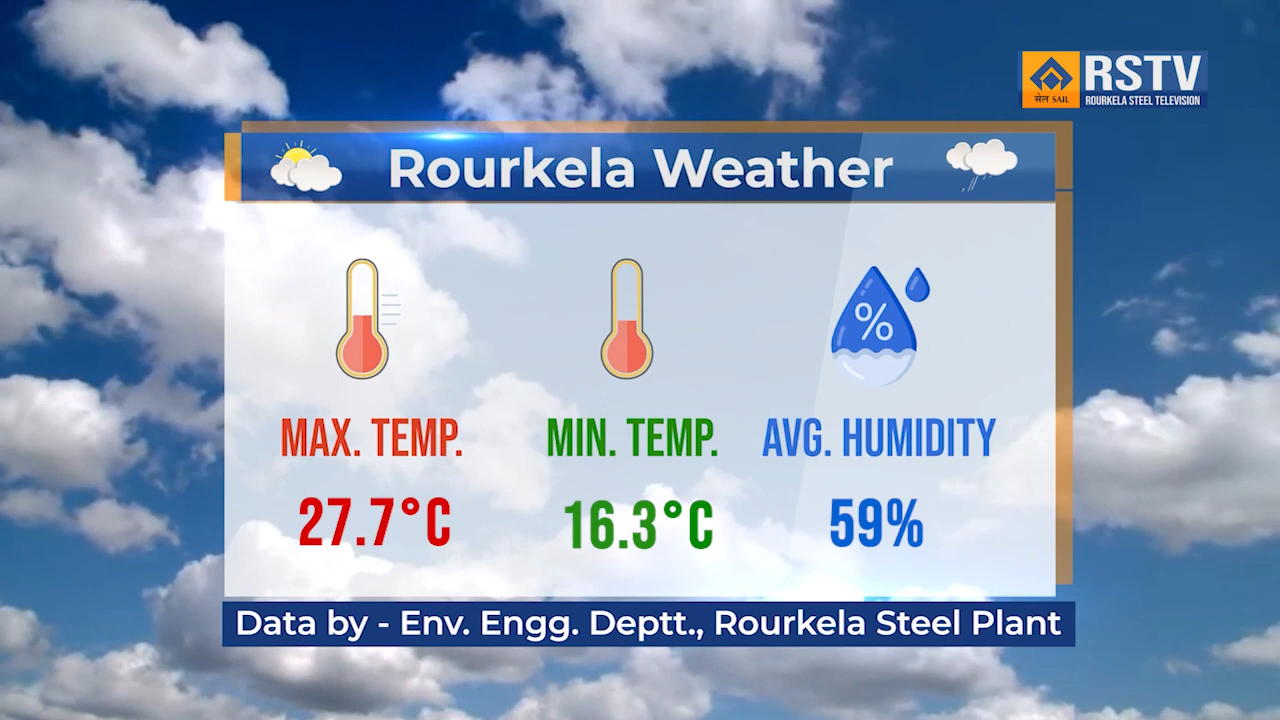 सेल SAIL
RSTV
ROURKELA STEEL TELEVISION
Rourkela Weather
%
MAX. TEMP.
MIN. TEMP.
AVG. HUMIDITY
27.7°C
16.3°C
59%
Data by - Env. Engg. Deptt., Rourkela Steel Plant